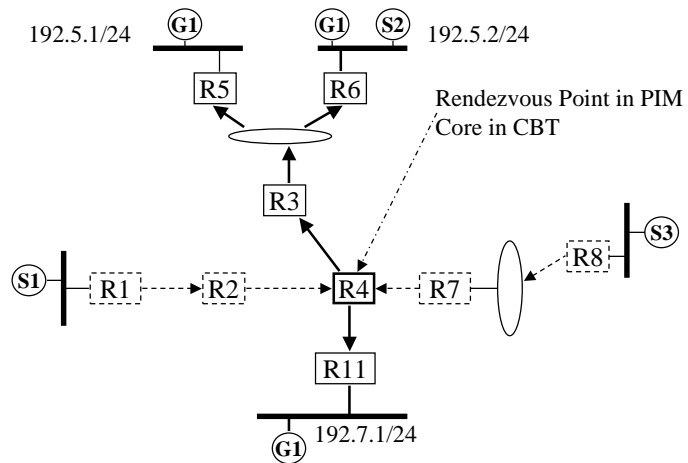 G1
G1
S2
192.5.1/24
192.5.2/24
R5
R6
Rendezvous Point in PIM
Core in CBT
R3
S3
R8
S1
R1
R2
R4
R7
R11
192.7.1/24
G1